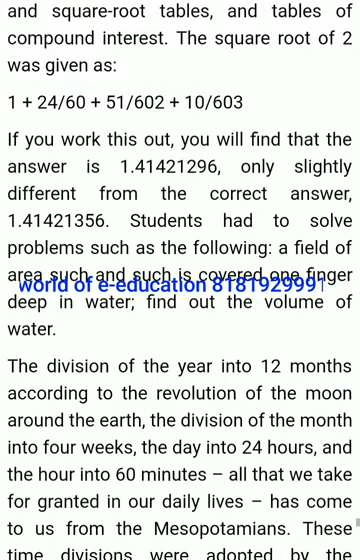 and square-root tables, and tables of
compound interest. The square root of 2
was given as:
1 + 24/60 + 51/602 + 10/603
If you work this out, you will find that the
answer is 1.41421296, only slightly
different from the correct answer,
1.41421356. Students had to solve
problems such as the following: a field of
area such and such is covered one finger
world of e-education 8181929991
deep in water; find out the volume of
water.
The division of the year into 12 months
according to the revolution of the moon
around the earth, the division of the month
into four weeks, the day into 24 hours, and
the hour into 60 minutes – all that we take
for granted in our daily lives – has come
to us from the Mesopotamians. These
time divisions were adopted by the